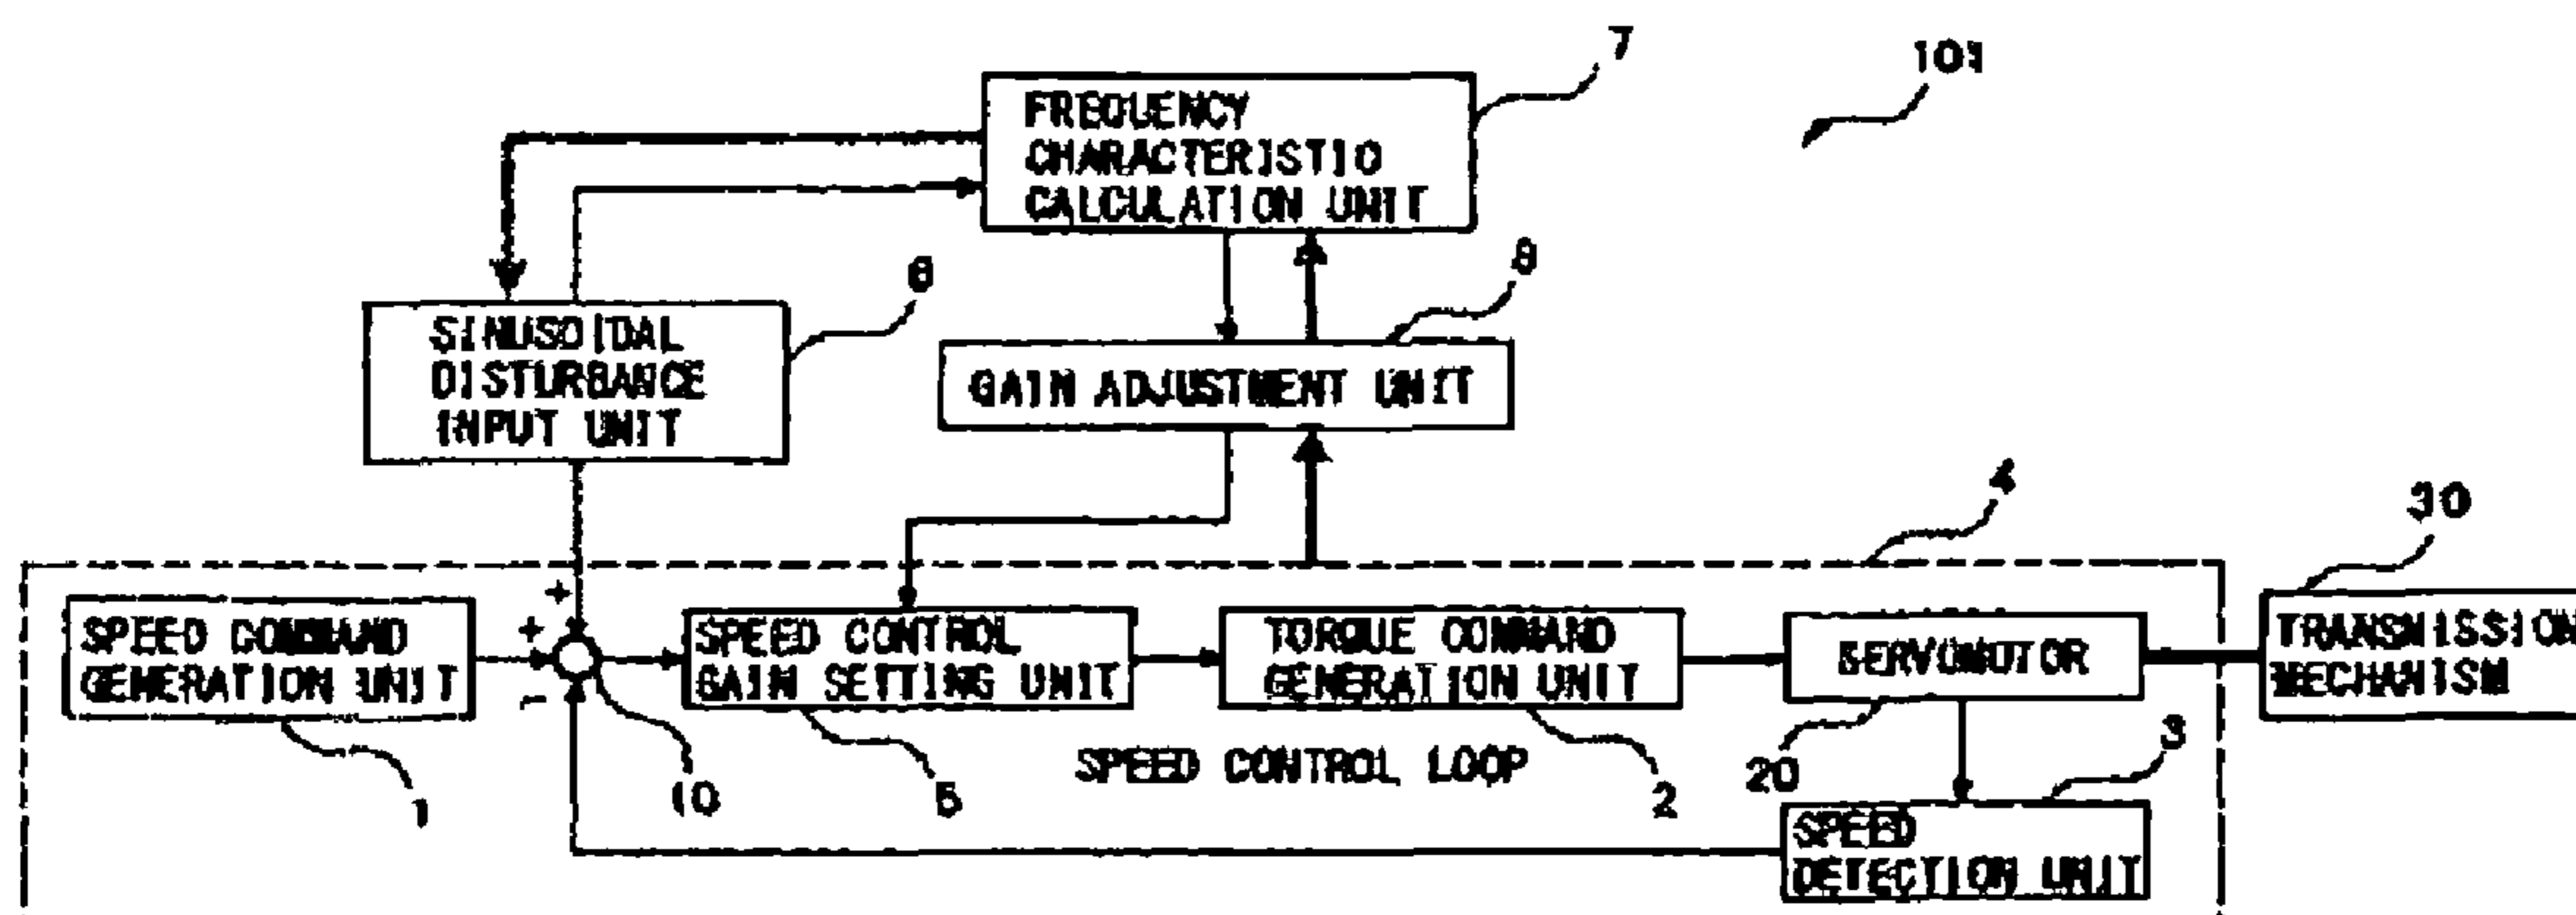 7
101
FREQUENCY
CHARACTERISTIC
CALCULATION UNIT
6
SINUSOIDAL
DISTURBANCE
INPUT UNIT
GAIN ADJUSTMENT UNIT
4
30
+
+
-
SPEED COMMAND
GENERATION UNIT
SPEED CONTROL
GAIN SETTING UNIT
TORQUE COMMAND
GENERATION UNIT
SERVOMOTOR
TRANSMISSION
MECHANISM
SPEED CONTROL LOOP
1
10
5
2
20
3
SPEED
DETECTION UNIT